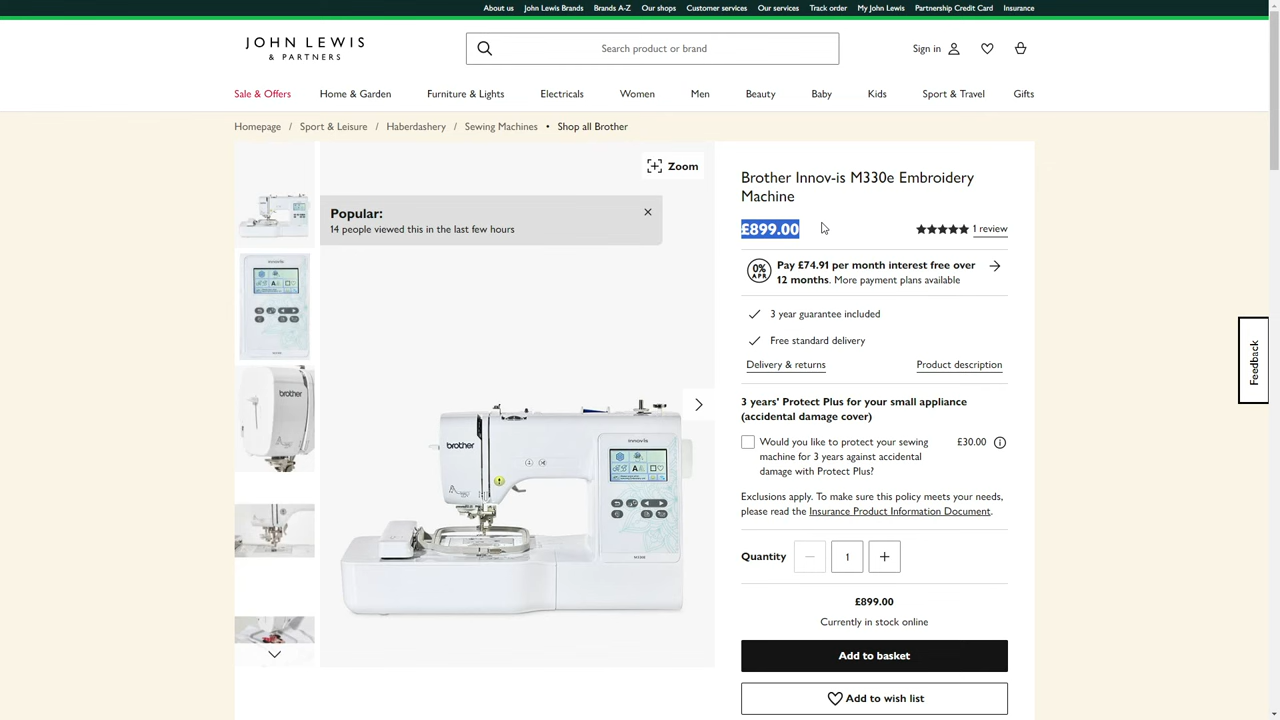 About us John Lewis Brands Brands A-Z Our shops Customer services Our services Track order My John Lewis Partnership Credit Card Insurance
JOHN LEWIS
& PARTNERS
Search product or brand
Sign in
Sale & Offers Home & Garden Furniture & Lights Electricals Women Men Beauty Baby Kids Sport & Travel Gifts
Homepage / Sport & Leisure / Haberdashery / Sewing Machines • Shop all Brother
Zoom
Popular:
14 people viewed this in the last few hours
brother
brother
innov-is
Brother Innov-is M330e Embroidery
Machine
£899.00
1 review
0%
APR
Pay £74.91 per month interest free over
12 months. More payment plans available
3 year guarantee included
Free standard delivery
Delivery & returns Product description
3 years' Protect Plus for your small appliance
(accidental damage cover)
Would you like to protect your sewing
machine for 3 years against accidental
damage with Protect Plus?
£30.00
Exclusions apply. To make sure this policy meets your needs,
please read the Insurance Product Information Document.
Quantity 1
£899.00
Currently in stock online
Add to basket
Add to wish list
Feedback